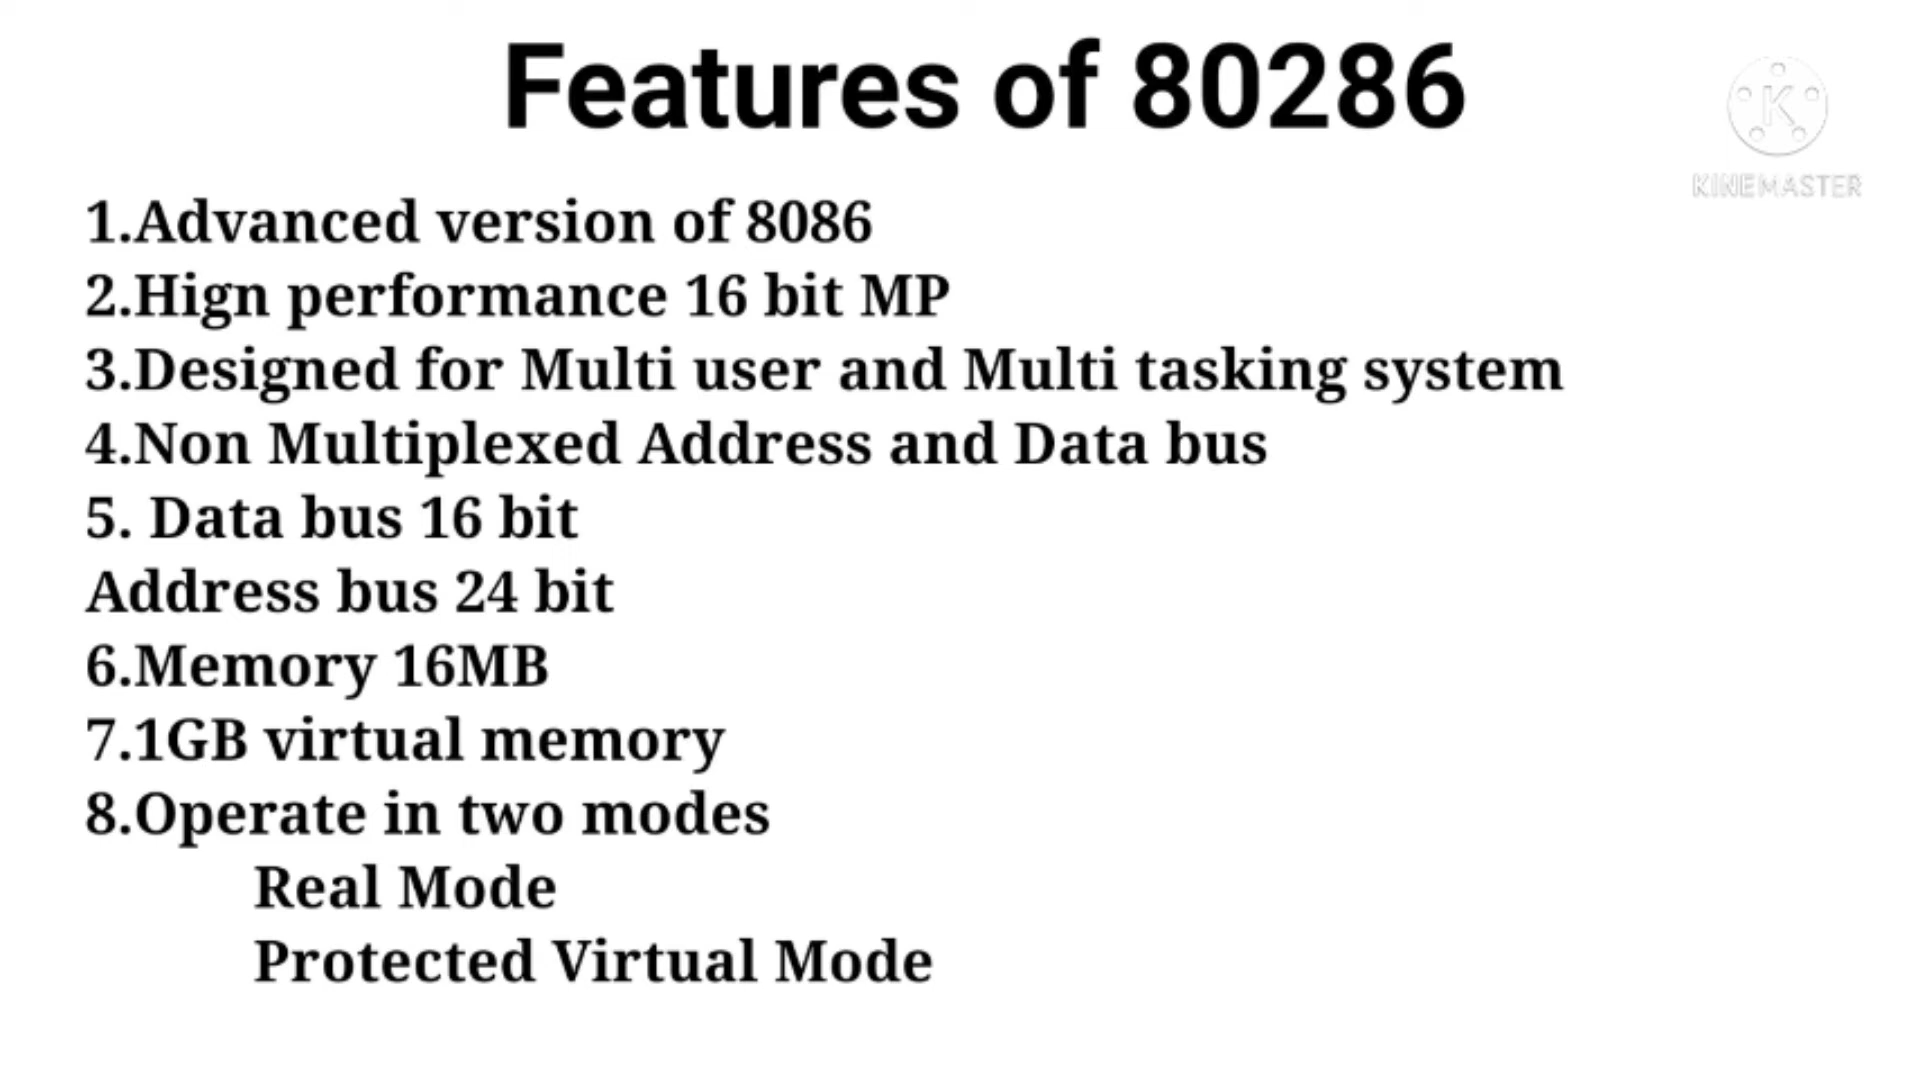 Features of 80286
KINEMASTER
1.Advanced version of 8086
2.Hign performance 16 bit MP
3.Designed for Multi user and Multi tasking system
4.Non Multiplexed Address and Data bus
5. Data bus 16 bit
Address bus 24 bit
6.Memory 16MB
7.1GB virtual memory
8.Operate in two modes
Real Mode
Protected Virtual Mode